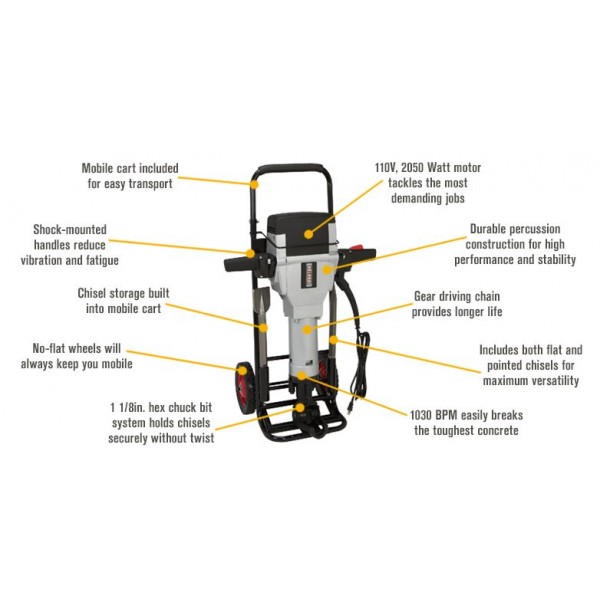 Mobile cart included
for easy transport
110V, 2050 Watt motor
tackles the most
demanding jobs
Shock-mounted
handles reduce
vibration and fatigue
Durable percussion
construction for high
performance and stability
Chisel storage built
into mobile cart
Gear driving chain
provides longer life
No-flat wheels will
always keep you mobile
Includes both flat and
pointed chisels for
maximum versatility
1 1/8in. hex chuck bit
system holds chisels
securely without twist
1030 BPM easily breaks
the toughest concrete